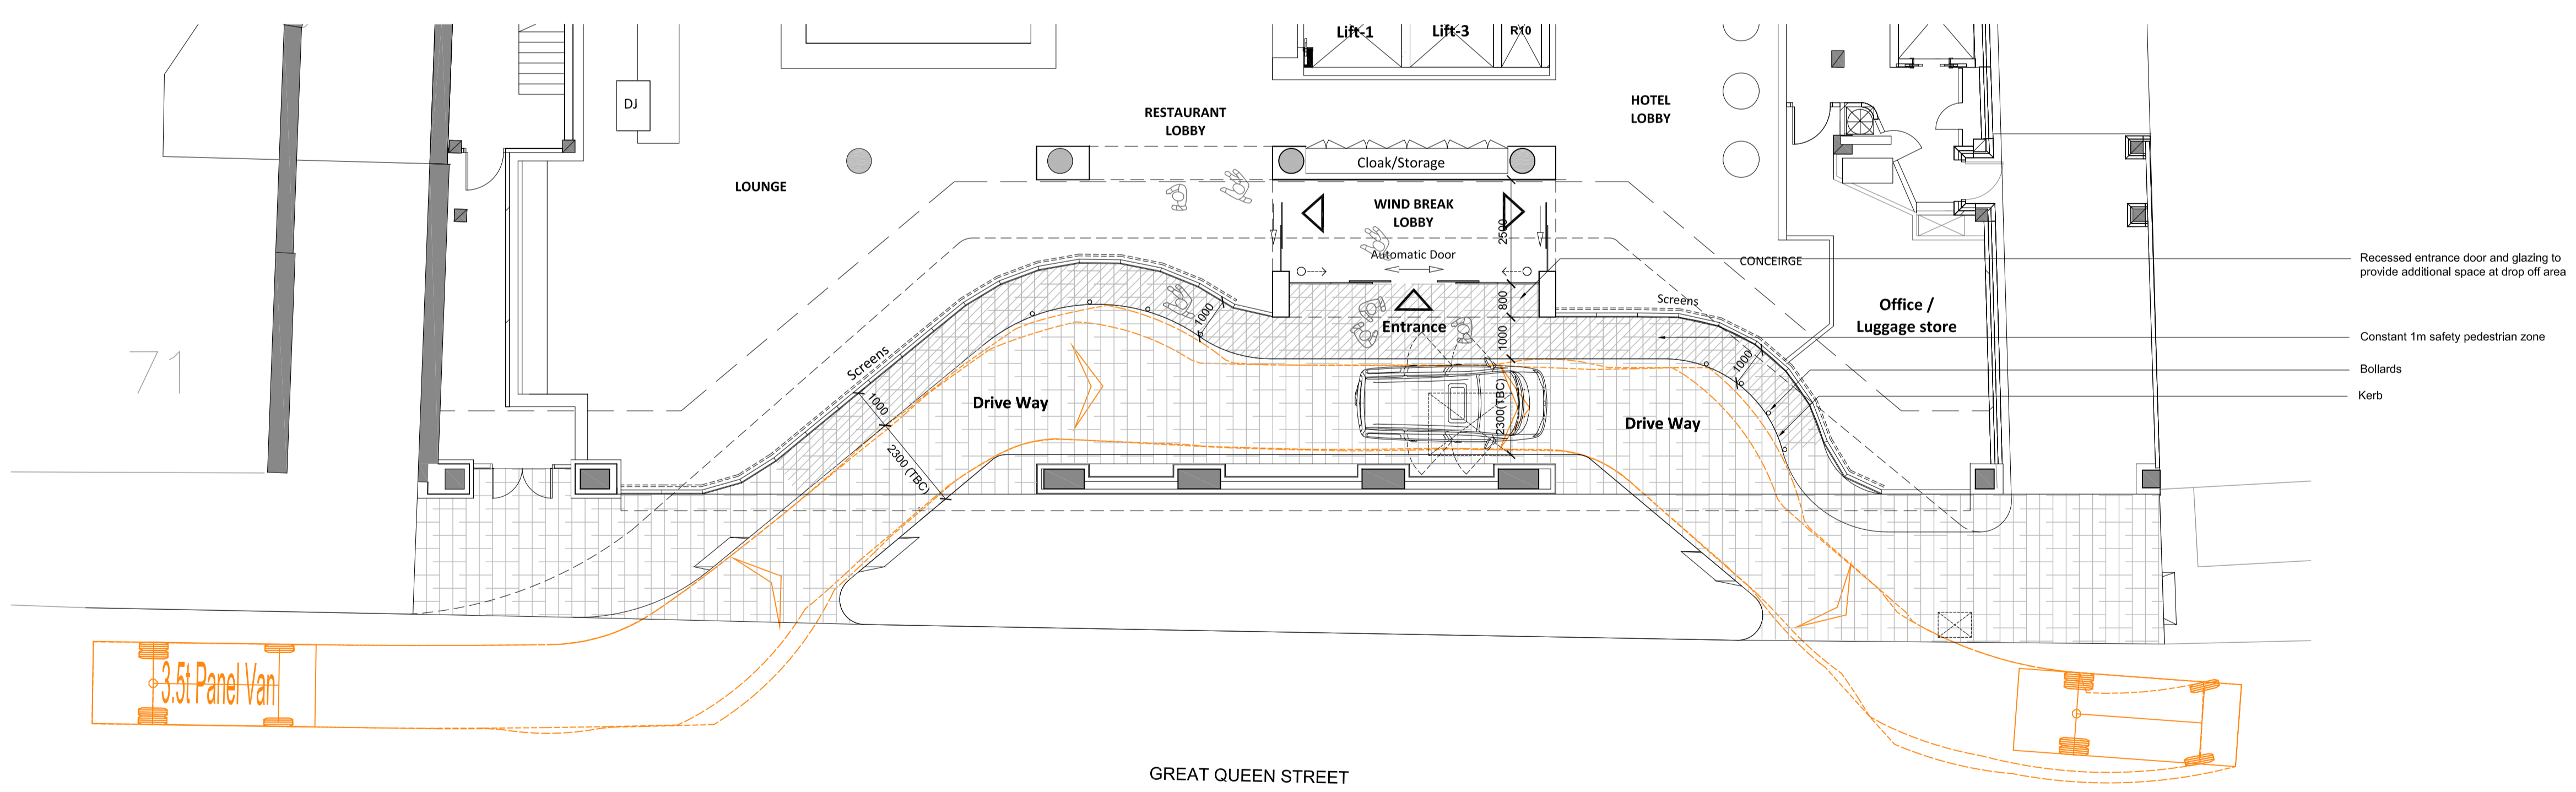 Lift-1
Lift-3
R10
DJ
RESTAURANT
LOBBY
HOTEL
LOBBY
Cloak/Storage
LOUNGE
WIND BREAK
LOBBY
2500
Automatic Door
CONCEIRGE
Recessed entrance door and glazing to
provide additional space at drop off area
Screens
800
1000
Entrance
1000
Office /
Luggage store
Constant 1m safety pedestrian zone
71
Screens
1000
Bollards
Kerb
1000
Drive Way
2300(TBC)
Drive Way
2300 (TBC)
3.5t Panel Van
GREAT QUEEN STREET